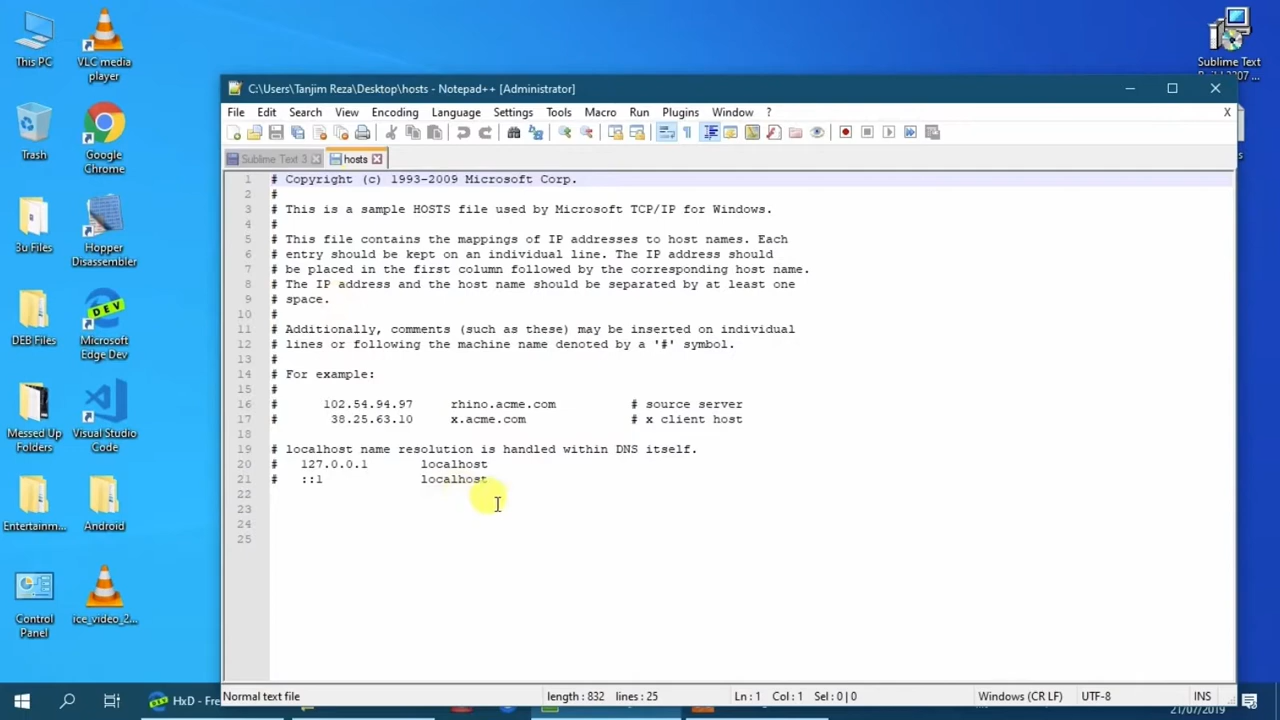 This PC
VLC media
player
Trash
Google
Chrome
3u Files
Hopper
Disassembler
DEB Files
Microsoft
Edge Dev
Messed Up
Folders
Visual Studio
Code
Entertainm...
Android
Control
Panel
ice_video_2...
Sublime Text
C:\Users\Tanjim Reza\Desktop\hosts - Notepad++ [Administrator]
File Edit Search View Encoding Language Settings Tools Macro Run Plugins Window ? X
Sublime Text 3 hosts
1 # Copyright (c) 1993-2009 Microsoft Corp.
2 #
3 # This is a sample HOSTS file used by Microsoft TCP/IP for Windows.
4 #
5 # This file contains the mappings of IP addresses to host names. Each
6 # entry should be kept on an individual line. The IP address should
7 # be placed in the first column followed by the corresponding host name.
8 # The IP address and the host name should be separated by at least one
9 # space.
10 #
11 # Additionally, comments (such as these) may be inserted on individual
12 # lines or following the machine name denoted by a '#' symbol.
13 #
14 # For example:
15 #
16 # 102.54.94.97 rhino.acme.com # source server
17 # 38.25.63.10 x.acme.com # x client host
18
19 # localhost name resolution is handled within DNS itself.
20 # 127.0.0.1 localhost
21 # ::1 localhost
22
23
24
25
Normal text file length : 832 lines : 25 Ln : 1 Col : 1 Sel : 0 | 0 Windows (CR LF) UTF-8 INS
HxD - Fre
21/07/2019